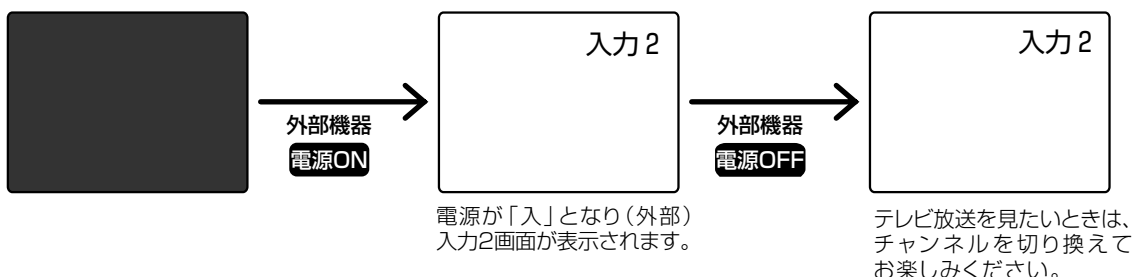 入力2
入力2
外部機器
電源ON
外部機器
電源OFF
電源が「入」となり(外部)
入力2画面が表示されます。
テレビ放送を見たいときは、
チャンネルを切り換えて
お楽しみください。